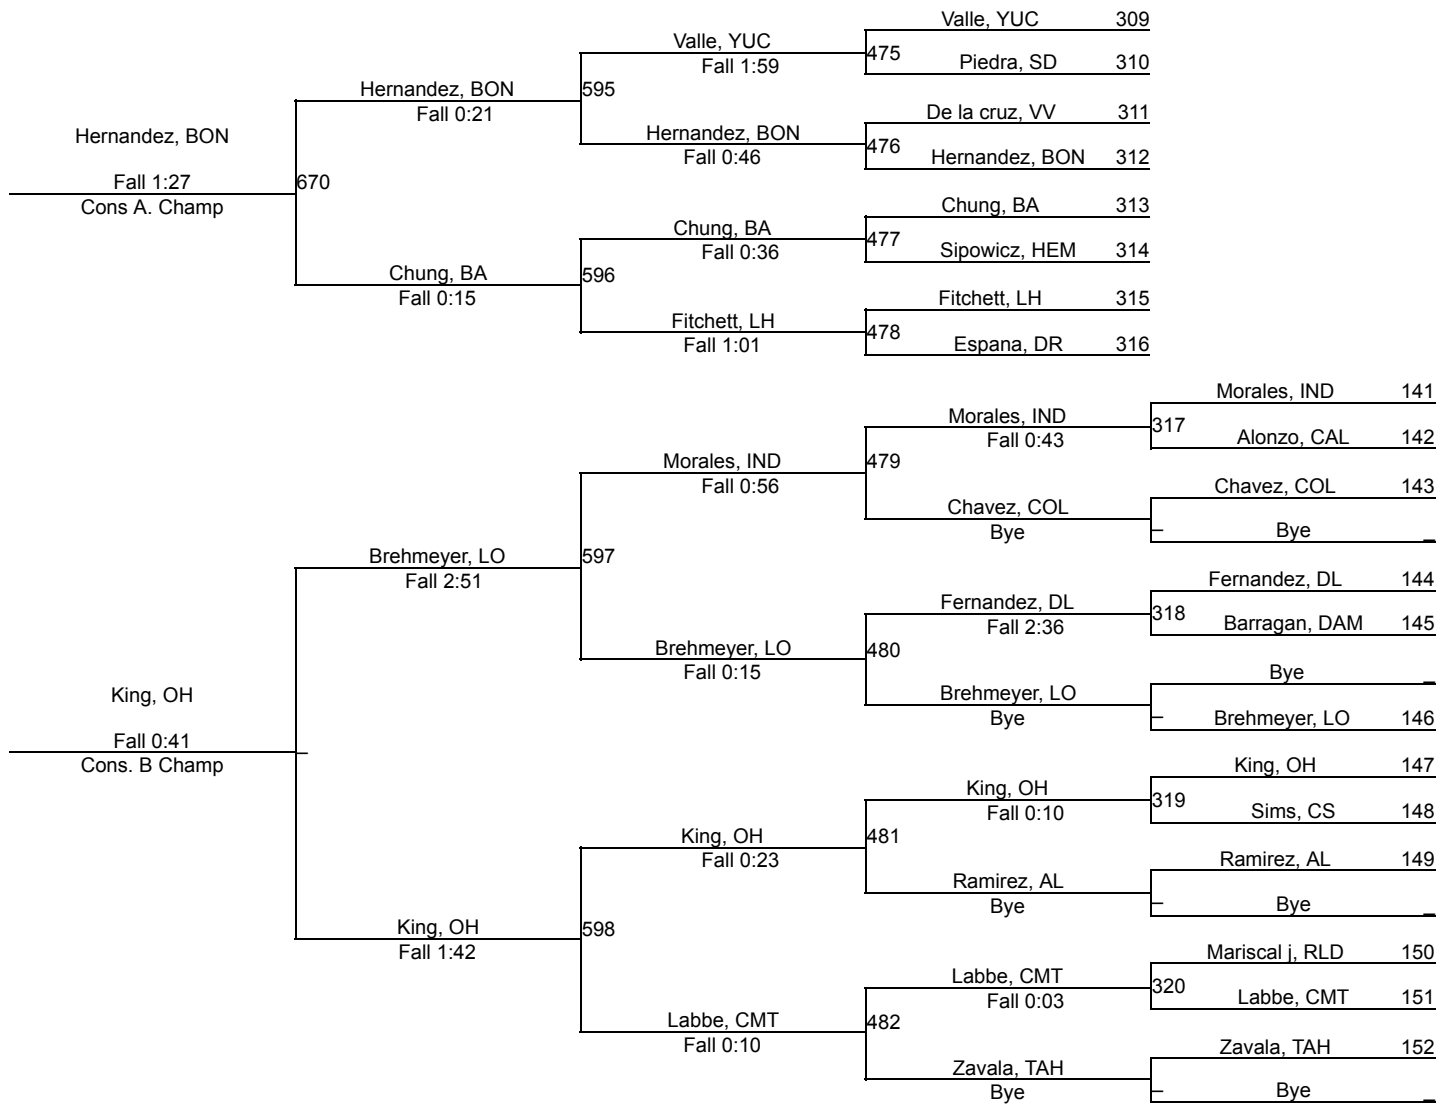 Valle, YUC 309
Valle, YUC
475
Fall 1:59
Piedra, SD 310
Hernandez, BON
595
Fall 0:21
De la cruz, VV 311
Hernandez, BON
476
Fall 0:46
Hernandez, BON 312
Hernandez, BON
Fall 1:27
670
Cons A. Champ
Chung, BA 313
Chung, BA
477
Fall 0:36
Sipowicz, HEM 314
Chung, BA
596
Fall 0:15
Fitchett, LH 315
Fitchett, LH
478
Fall 1:01
Espana, DR 316
Morales, IND 141
Morales, IND
317
Fall 0:43
Alonzo, CAL 142
Morales, IND
479
Fall 0:56
Chavez, COL 143
Chavez, COL
Bye
– Bye _
Brehmeyer, LO
597
Fall 2:51
Fernandez, DL 144
Fernandez, DL
318
Fall 2:36
Barragan, DAM 145
Brehmeyer, LO
480
Fall 0:15
Bye _
Brehmeyer, LO
Bye
– Brehmeyer, LO 146
King, OH
Fall 0:41
–
Cons. B Champ
King, OH 147
King, OH
319
Fall 0:10
Sims, CS 148
King, OH
481
Fall 0:23
Ramirez, AL 149
Ramirez, AL
Bye
– Bye _
King, OH
598
Fall 1:42
Mariscal j, RLD 150
Labbe, CMT
320
Fall 0:03
Labbe, CMT 151
Labbe, CMT
482
Fall 0:10
Zavala, TAH 152
Zavala, TAH
Bye
– Bye _